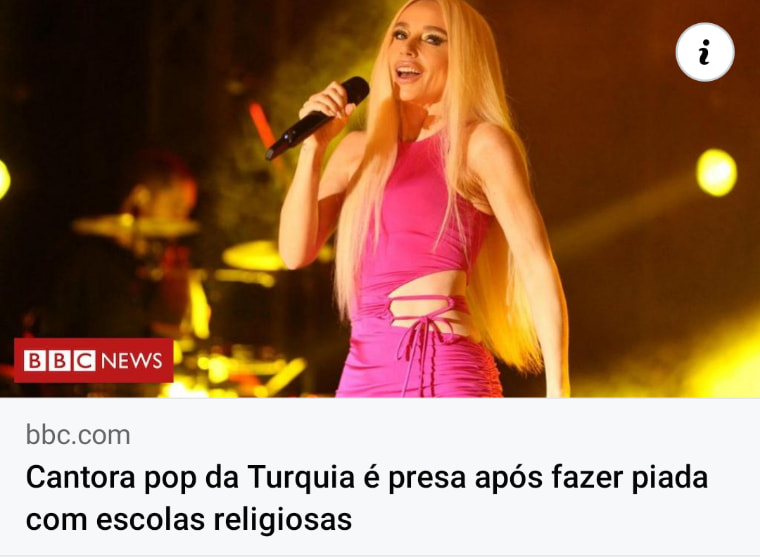 BBC NEWS
bbc.com
Cantora pop da Turquia é presa após fazer piada
com escolas religiosas